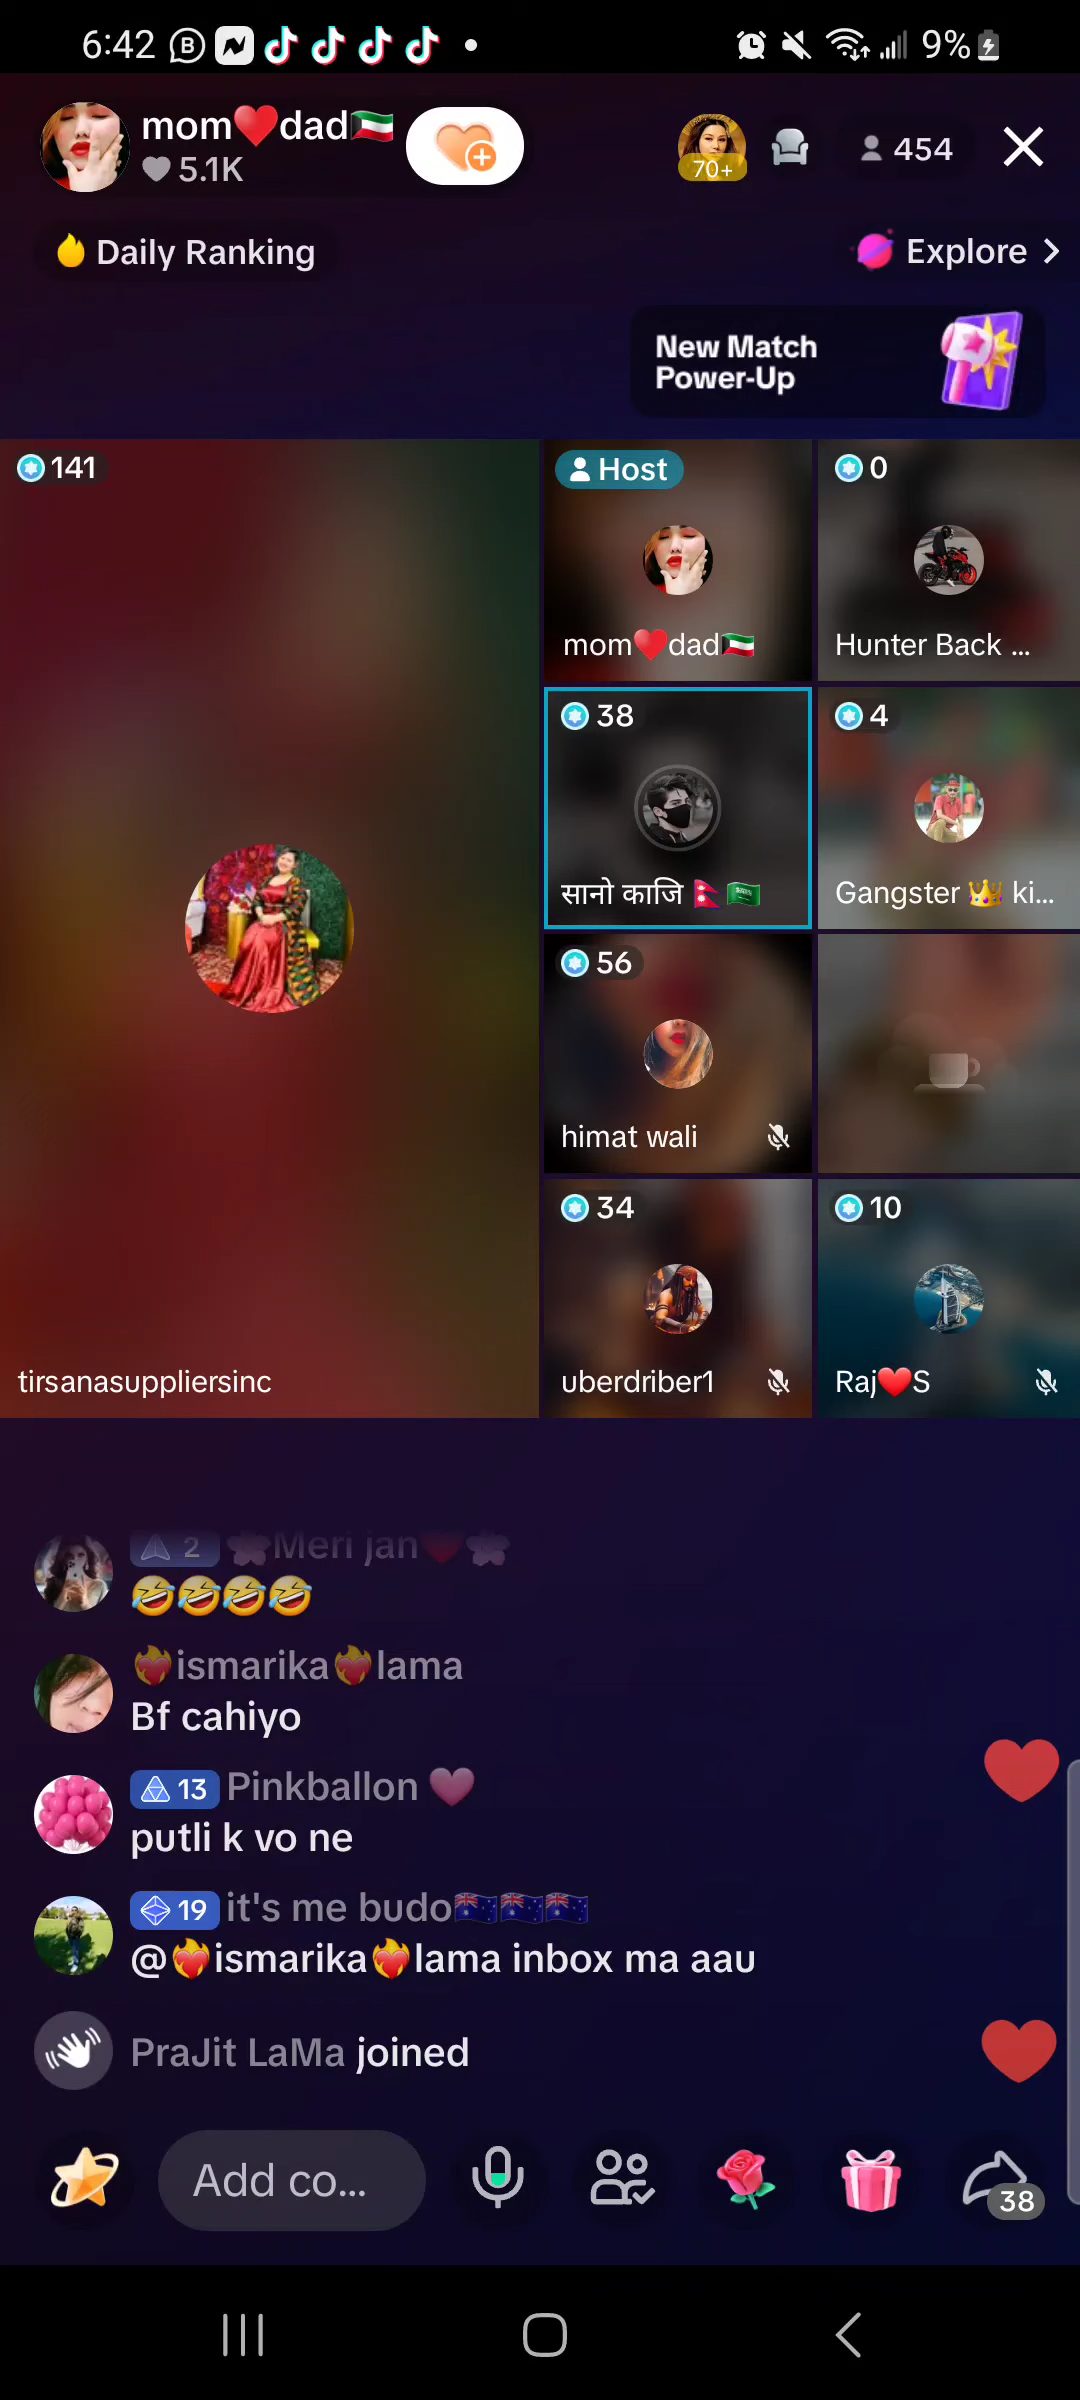 6:42
9%
mom❤️dad🇰🇼
5.1K
70+
454
Daily Ranking
Explore
New Match
Power-Up
141
Host
0
mom❤️dad🇰🇼
Hunter Back ...
38
4
सानो काजि 🇳🇵🇸🇦
Gangster 👑 ki...
56
himat wali
34
10
tirsanasuppliersinc
uberdriber1
Raj❤️S
2 🌸Meri jan❤️🌸
🤣🤣🤣🤣
❤️‍🔥ismarika❤️‍🔥lama
Bf cahiyo
13 Pinkballon 🩷
putli k vo ne
19 it's me budo🇦🇺🇦🇺🇦🇺
@❤️‍🔥ismarika❤️‍🔥lama inbox ma aau
PraJit LaMa joined
Add co...
38